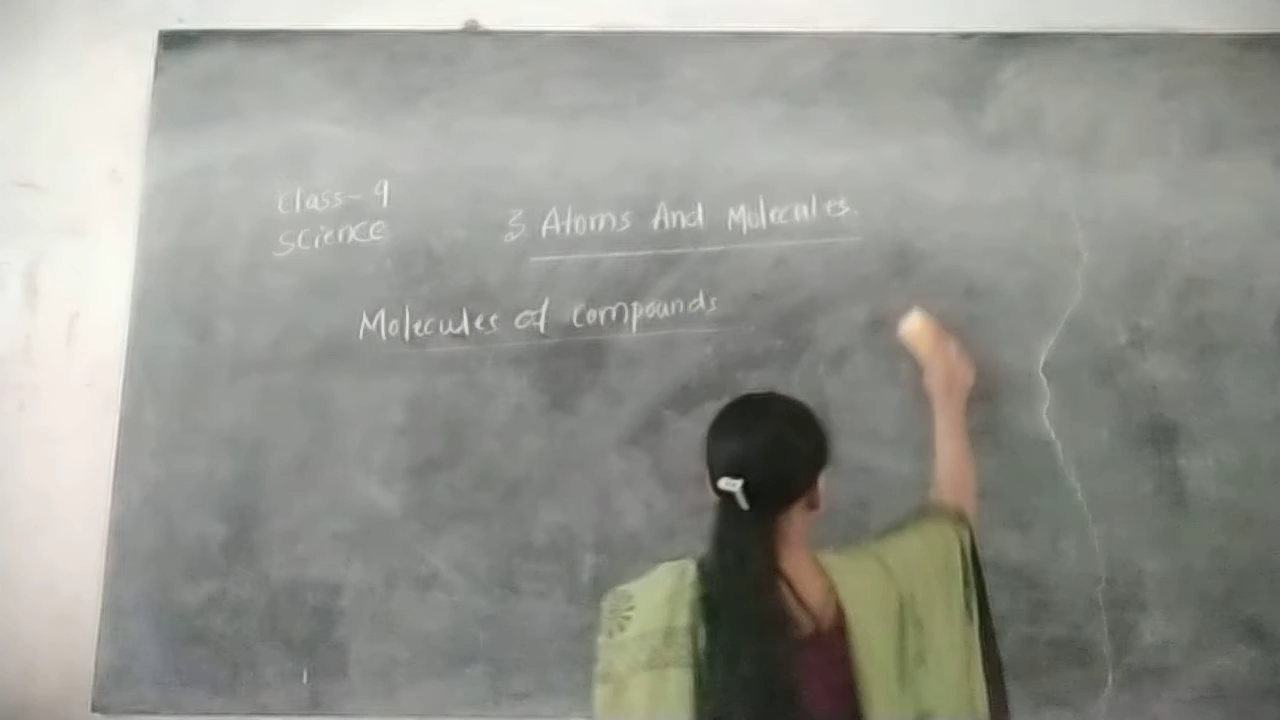 Class-9
Science
3. Atoms And Molecules.
Molecules of compounds